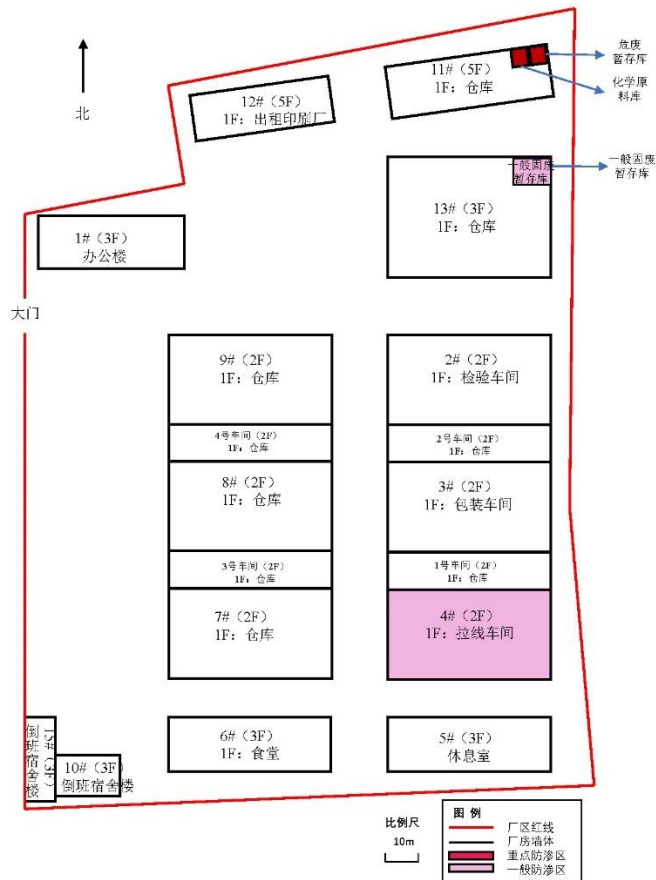 危废
暂存库
化学原
料库
11#（5F）
1F：仓库
12#（5F）
1F：出租印刷厂
北
一般固废
暂存库
一般固废
暂存库
13#（3F）
1F：仓库
1#（3F）
办公楼
大门
9#（2F）
1F：仓库
2#（2F）
1F：检验车间
4号车间（2F）
1F：仓库
2号车间（2F）
1F：仓库
8#（2F）
1F：仓库
3#（2F）
1F：包装车间
3号车间（2F）
1F：仓库
1号车间（2F）
1F：仓库
7#（2F）
1F：仓库
4#（2F）
1F：拉线车间
15#（3F）
倒班宿舍楼
10#（3F）
倒班宿舍楼
6#（3F）
1F：食堂
5#（3F）
休息室
比例尺
10m
图 例
厂区红线
厂房墙体
重点防渗区
一般防渗区